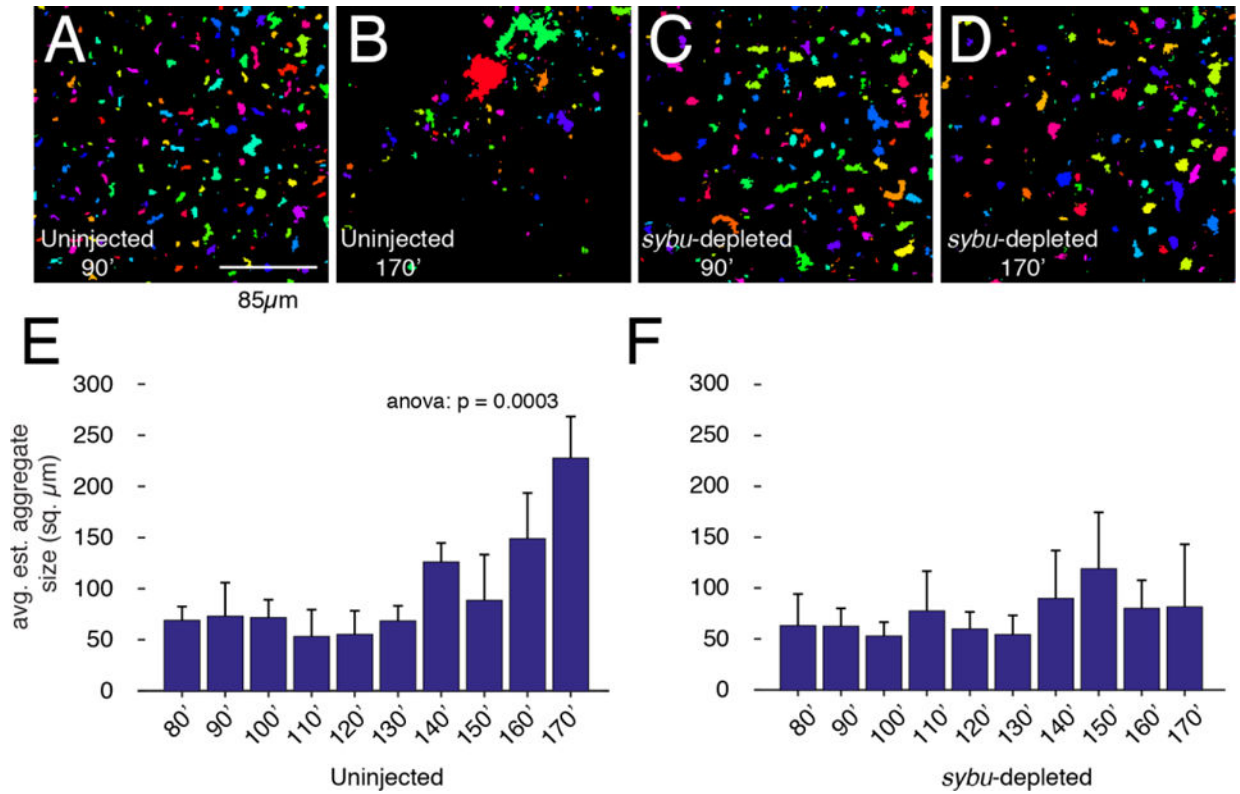 A
B
C
D
Uninjected
90'
Uninjected
170'
sybu-depleted
90'
sybu-depleted
170'
85µm
E
F
300
250
200
150
100
50
0
avg. est. aggregate
size (sq. µm)
anova: p = 0.0003
80'
90'
100'
110'
120'
130'
140'
150'
160'
170'
Uninjected
300
250
200
150
100
50
0
80'
90'
100'
110'
120'
130'
140'
150'
160'
170'
sybu-depleted